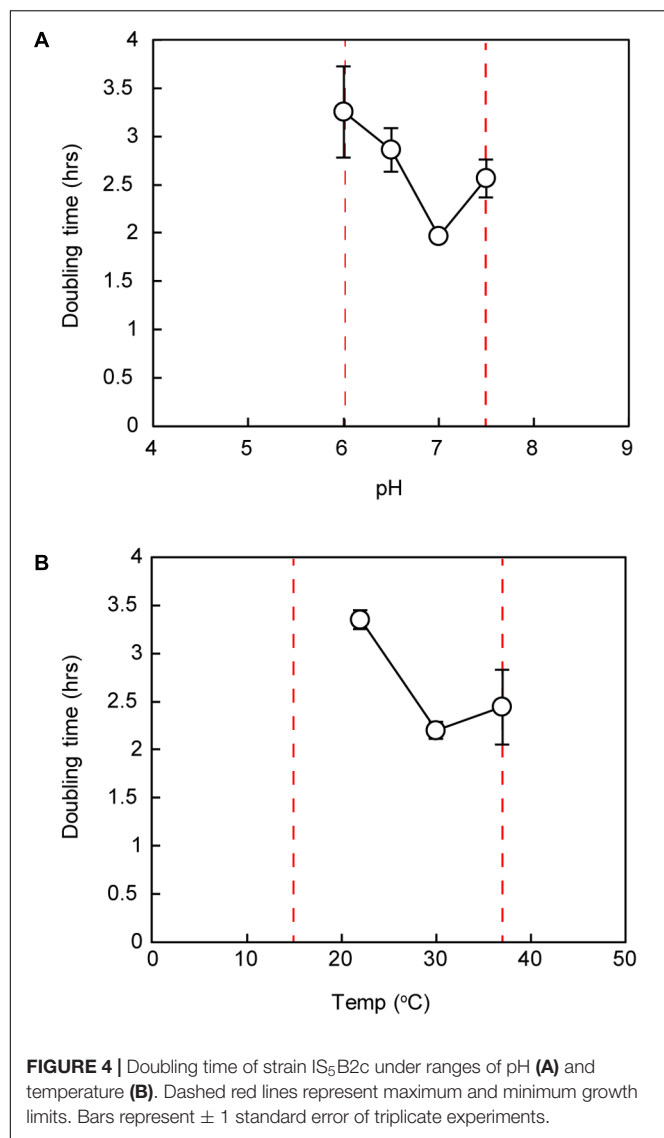 A
4
3.5
3
2.5
2
1.5
1
0.5
0
Doubling time (hrs)
4 5 6 7 8 9
pH
B
4
3.5
3
2.5
2
1.5
1
0.5
0
Doubling time (hrs)
0 10 20 30 40 50
Temp (°C)
FIGURE 4 | Doubling time of strain IS₅B2c under ranges of pH (A) and
temperature (B). Dashed red lines represent maximum and minimum growth
limits. Bars represent ± 1 standard error of triplicate experiments.